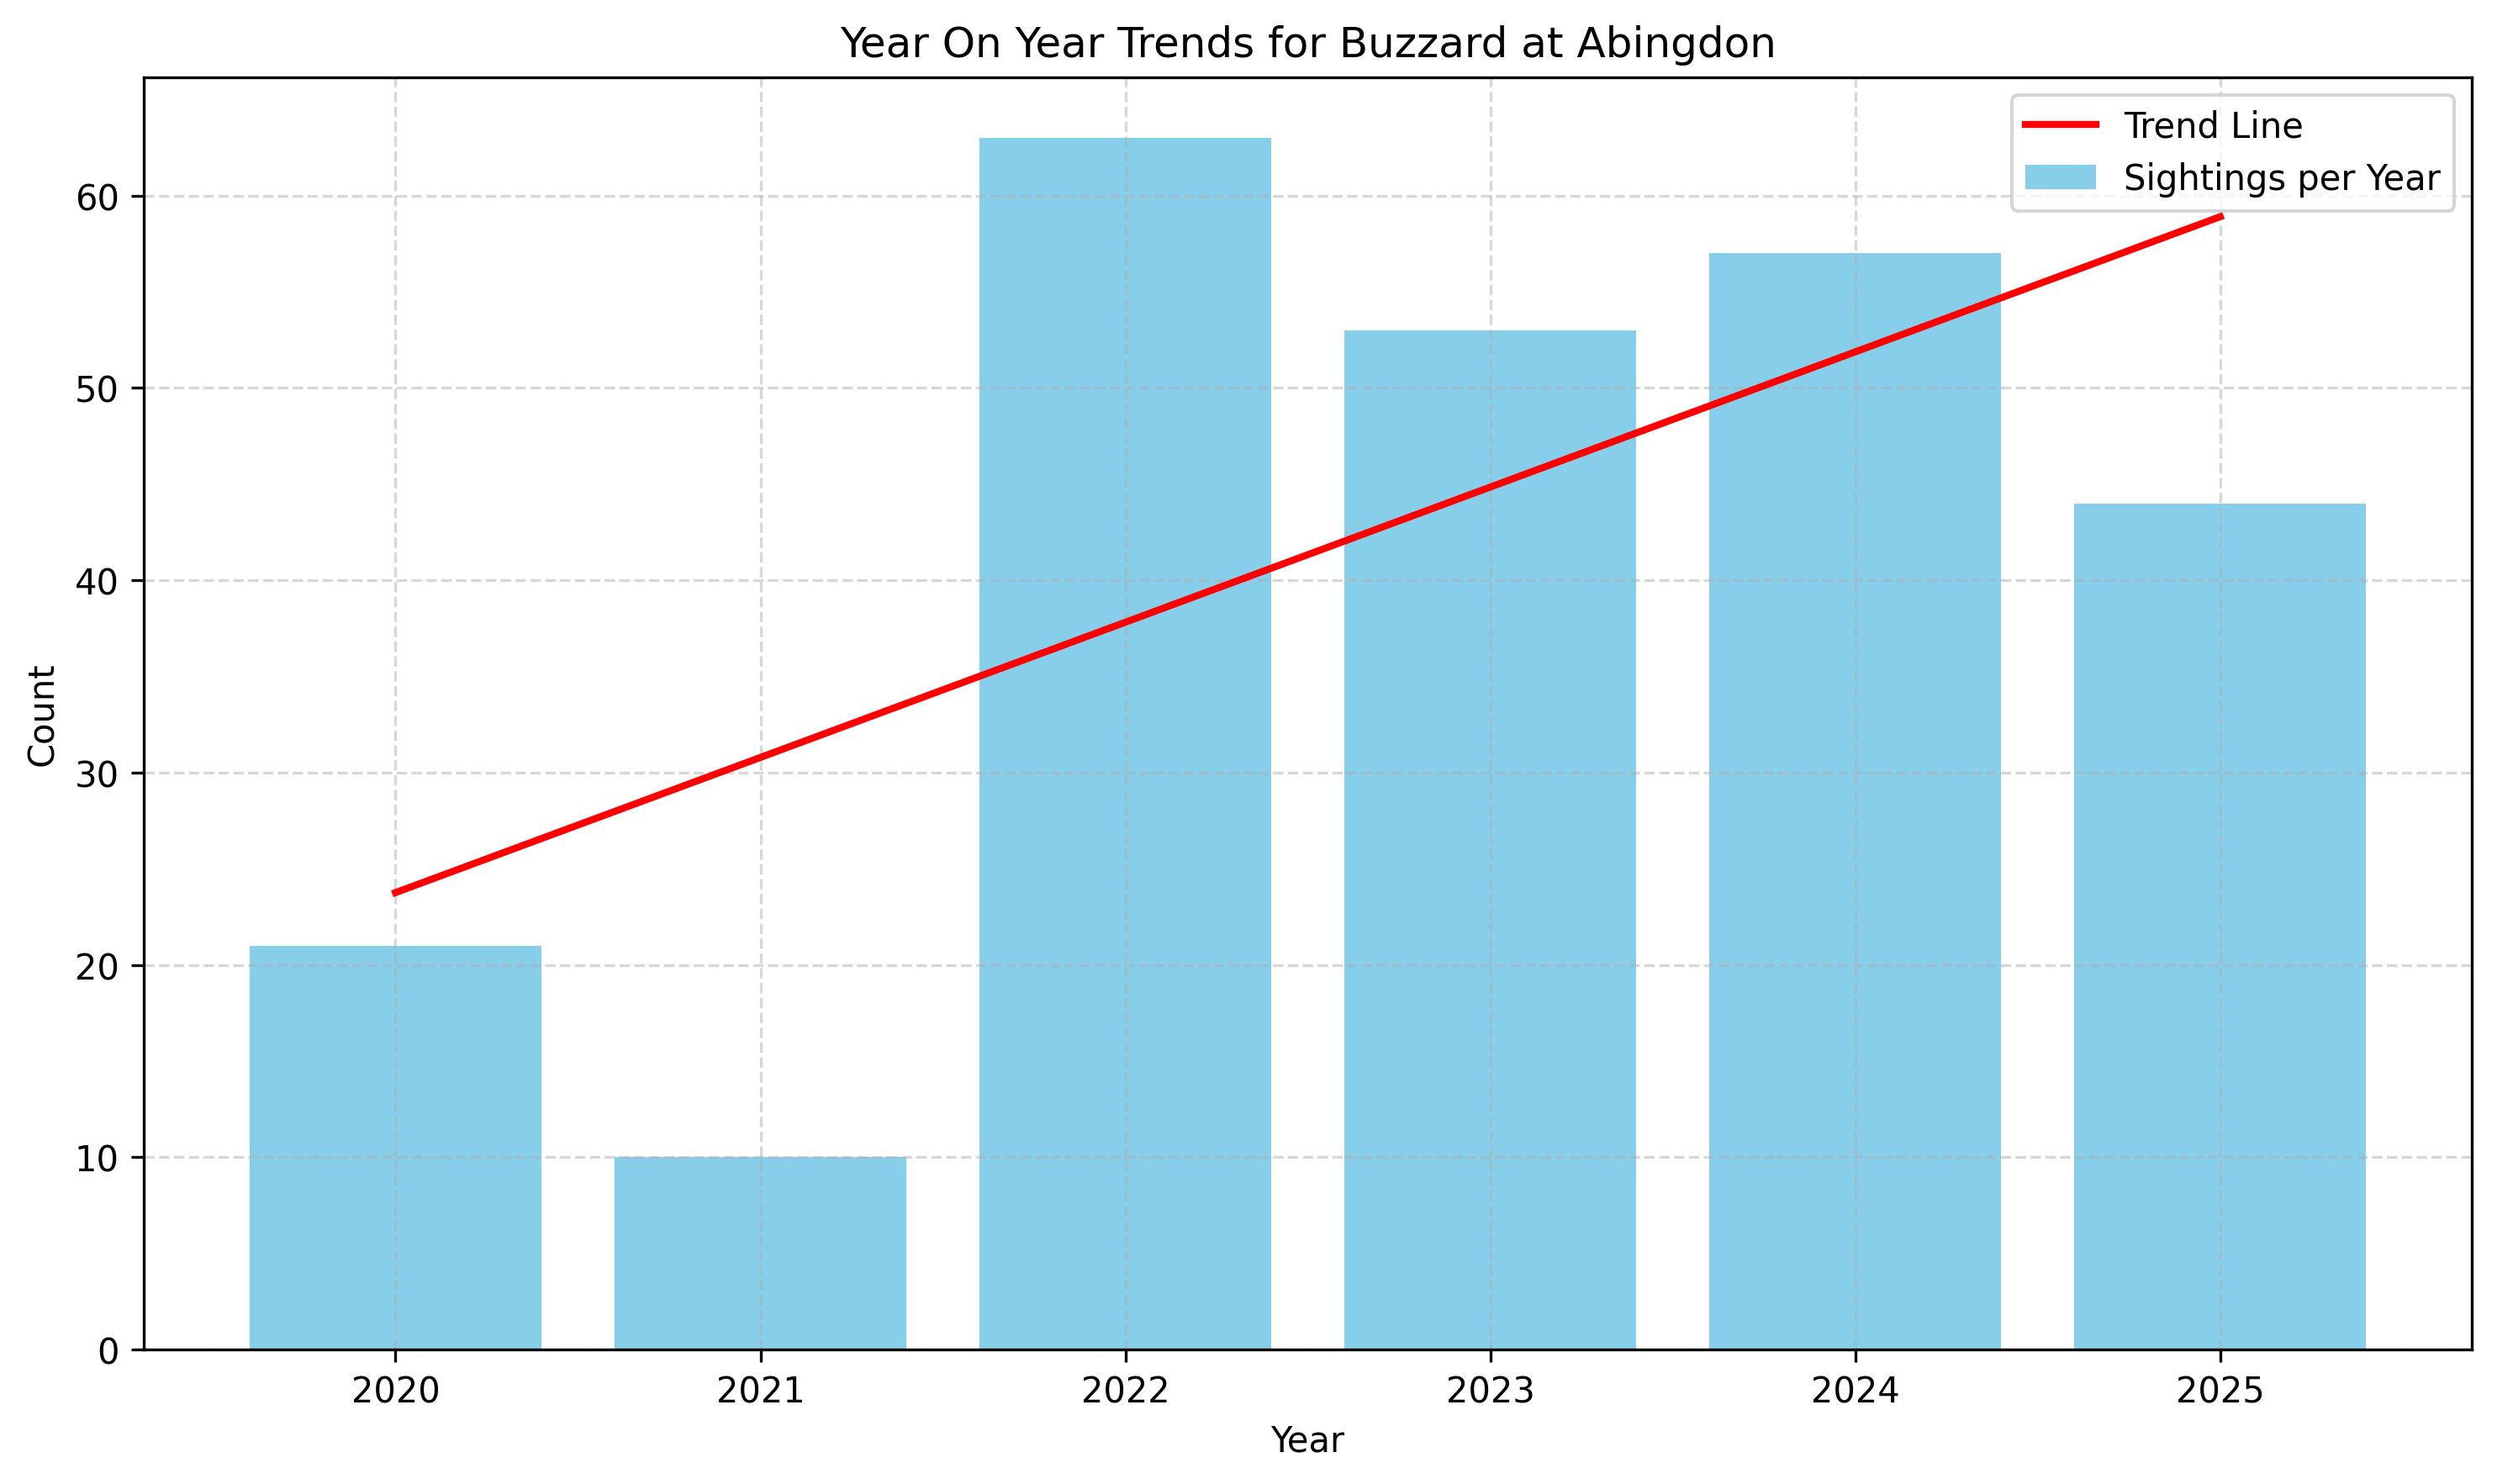 Year On Year Trends for Buzzard at Abingdon
Trend Line
Sightings per Year
60
50
40
30
20
10
0
Count
2020 2021 2022 2023 2024 2025
Year